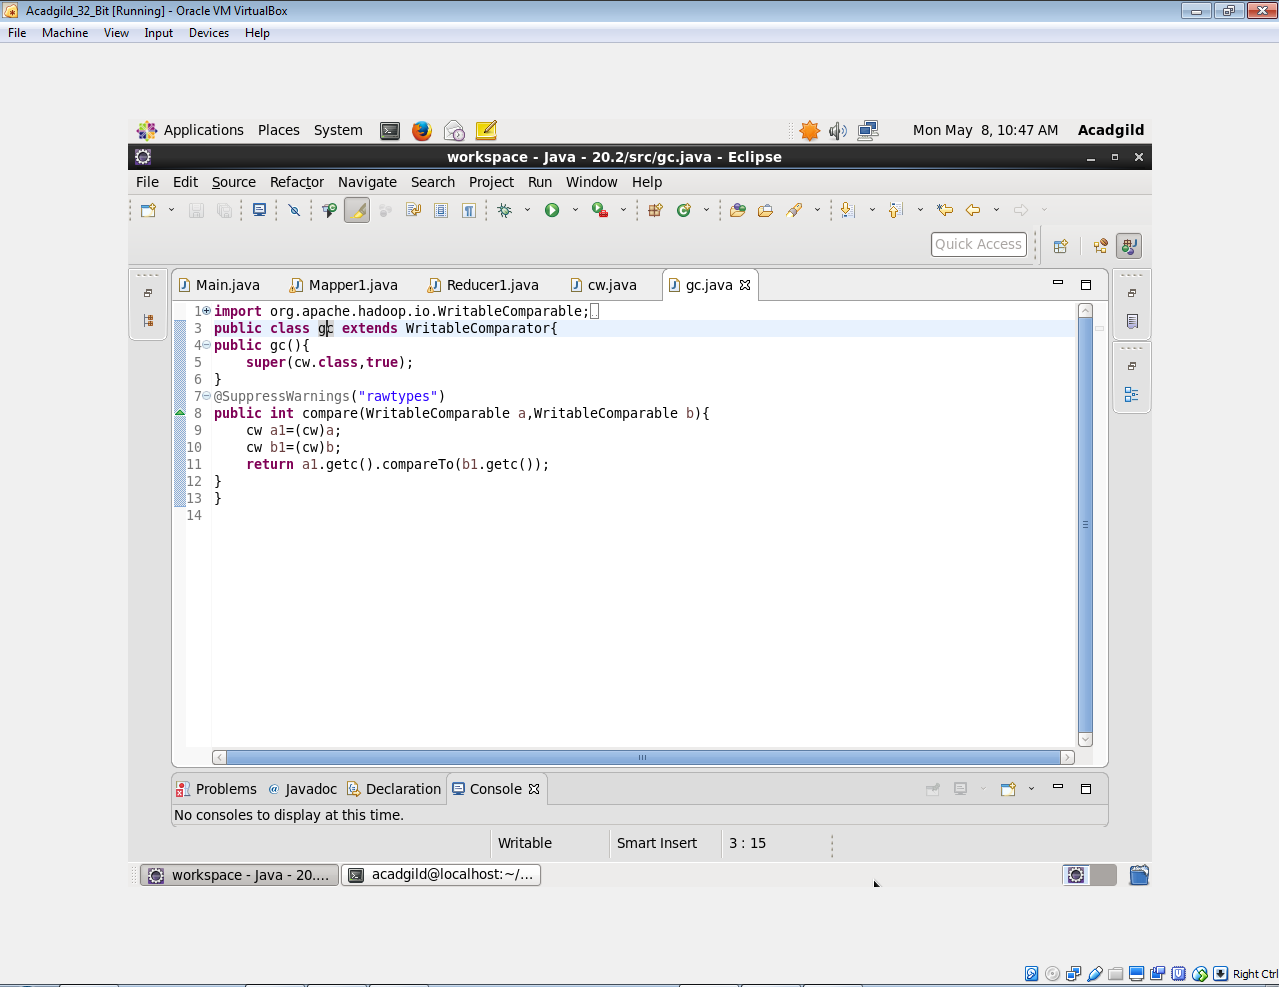 Acadgild_32_Bit [Running] - Oracle VM VirtualBox
File Machine View Input Devices Help
Applications Places System Mon May 8, 10:47 AM Acadgild
workspace - Java - 20.2/src/gc.java - Eclipse
File Edit Source Refactor Navigate Search Project Run Window Help
Quick Access
Main.java Mapper1.java Reducer1.java cw.java gc.java
1 import org.apache.hadoop.io.WritableComparable;
3 public class gc extends WritableComparator{
4 public gc(){
5 super(cw.class,true);
6 }
7 @SuppressWarnings("rawtypes")
8 public int compare(WritableComparable a,WritableComparable b){
9 cw a1=(cw)a;
10 cw b1=(cw)b;
11 return a1.getc().compareTo(b1.getc());
12 }
13 }
14
Problems Javadoc Declaration Console
No consoles to display at this time.
Writable Smart Insert 3 : 15
workspace - Java - 20.... acadgild@localhost:~/...
Right Ctrl